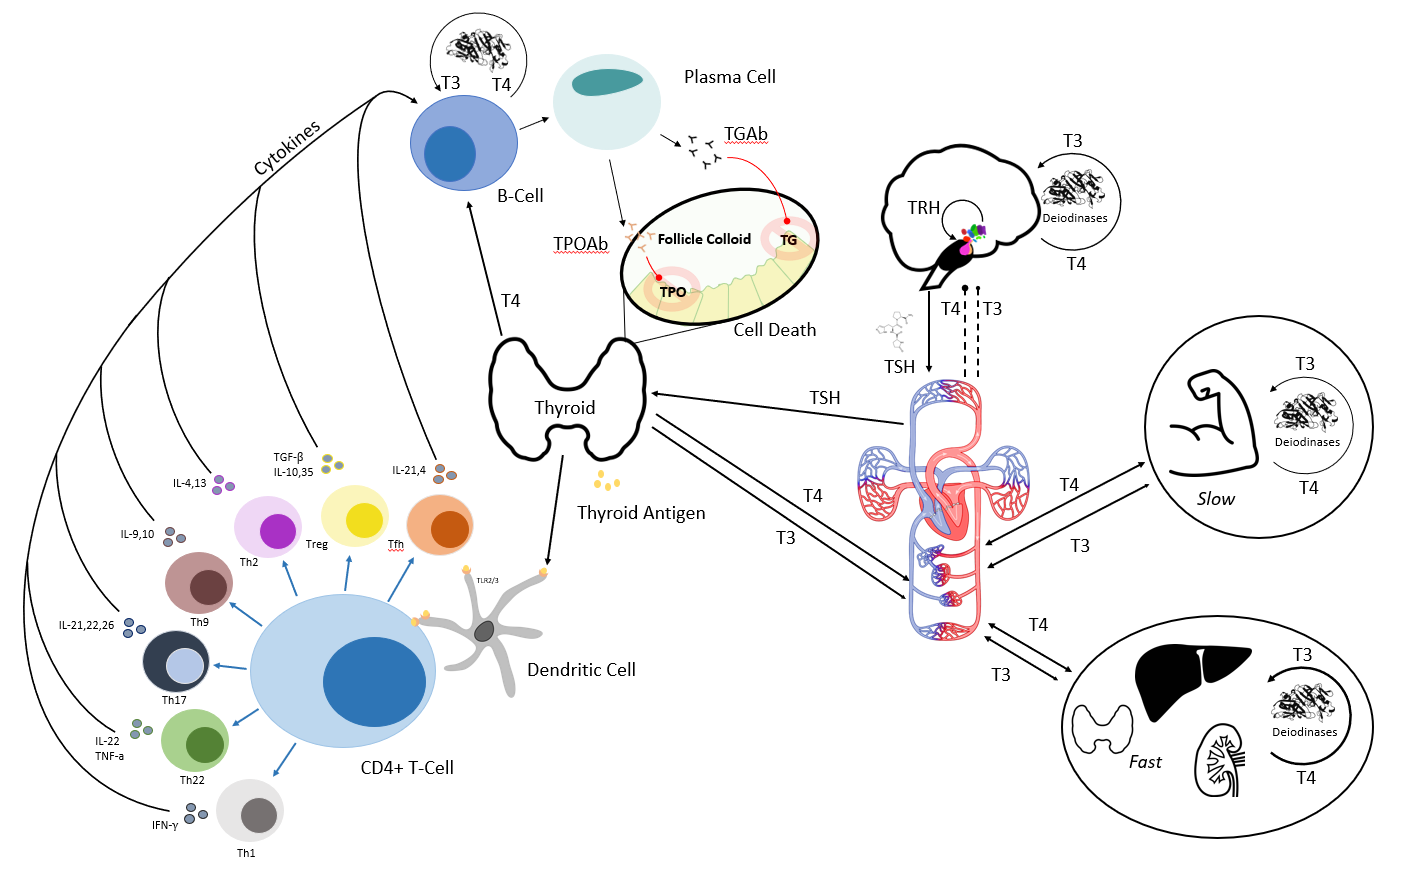 T3
T4
Plasma Cell
Cytokines
TGAb
B-Cell
TPOAb
Follicle Colloid
TG
TPO
Cell Death
T4
Thyroid
TSH
TRH
T3
Deiodinases
T4
T4
T3
TSH
T3
Deiodinases
T4
Slow
T4
T3
T4
T3
Thyroid Antigen
TGF-β
IL-10,35
IL-21,4
IL-4,13
IL-9,10
Th2
Treg
Tfh
TLR2/3
Th9
IL-21,22,26
Th17
Dendritic Cell
IL-22
TNF-a
Th22
CD4+ T-Cell
IFN-γ
Th1
T4
T3
T3
Deiodinases
T4
Fast